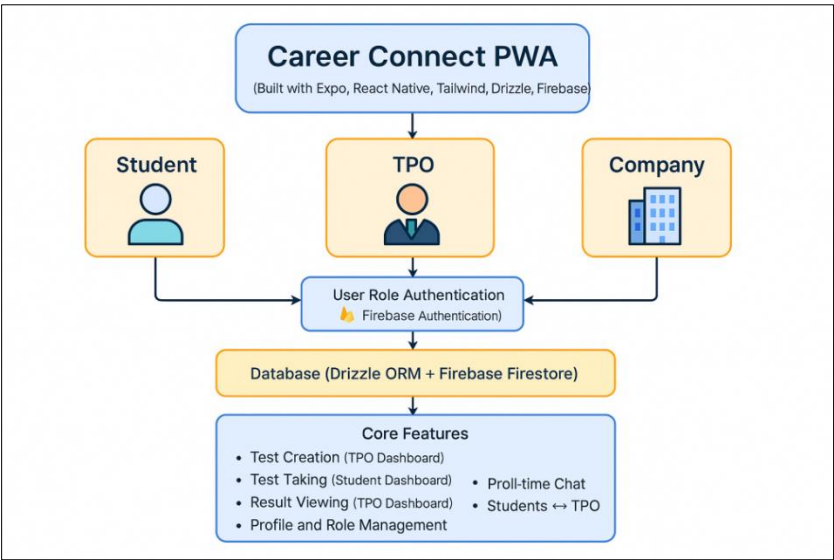 Career Connect PWA
(Built with Expo, React Native, Tailwind, Drizzle, Firebase)
Student
TPO
Company
User Role Authentication
Firebase Authentication)
Database (Drizzle ORM + Firebase Firestore)
Core Features
• Test Creation (TPO Dashboard)
• Test Taking (Student Dashboard)
• Result Viewing (TPO Dashboard)
• Profile and Role Management
• Proll-time Chat
• Students ↔ TPO